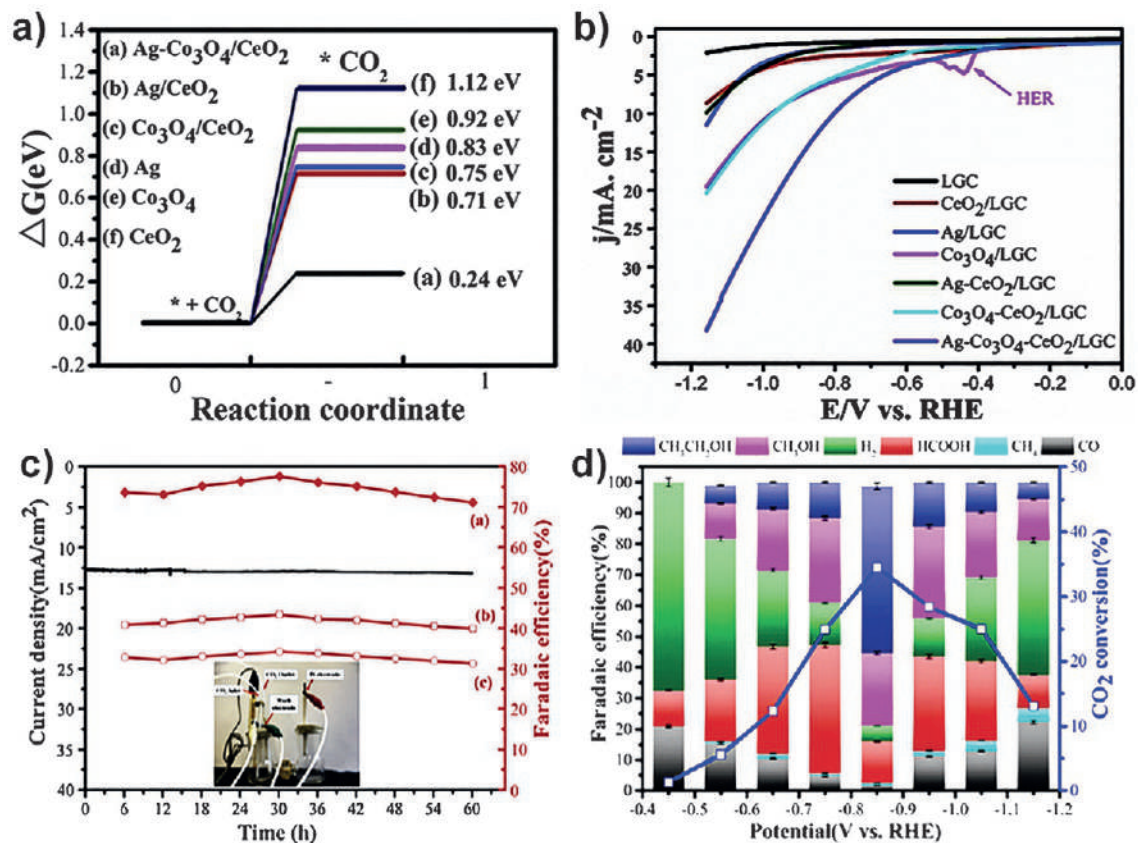 a)
1.4
1.2
1.0
0.8
0.6
0.4
0.2
0.0
-0.2
ΔG(eV)
(a) Ag-Co3O4/CeO2
(b) Ag/CeO2
(c) Co3O4/CeO2
(d) Ag
(e) Co3O4
(f) CeO2
* CO2
(f) 1.12 eV
(e) 0.92 eV
(d) 0.83 eV
(c) 0.75 eV
(b) 0.71 eV
(a) 0.24 eV
* + CO2
0 - 1
Reaction coordinate
b)
0
5
10
15
20
25
30
35
40
j/mA. cm-2
HER
LGC
CeO2/LGC
Ag/LGC
Co3O4/LGC
Ag-CeO2/LGC
Co3O4-CeO2/LGC
Ag-Co3O4-CeO2/LGC
-1.2 -1.0 -0.8 -0.6 -0.4 -0.2 0.0
E/V vs. RHE
c)
0
5
10
15
20
25
30
35
40
Current density(mA/cm2)
(a)
(b)
(c)
80
70
60
50
40
30
20
10
0
Faradaic efficiency(%)
0 6 12 18 24 30 36 42 48 54 60
Time (h)
d)
CH3CH2OH CH3OH H2 HCOOH CH4 CO
100
90
80
70
60
50
40
30
20
10
0
Faradaic efficiency(%)
50
40
30
20
10
0
CO2 conversion(%)
-0.4 -0.5 -0.6 -0.7 -0.8 -0.9 -1.0 -1.1 -1.2
Potential(V vs. RHE)